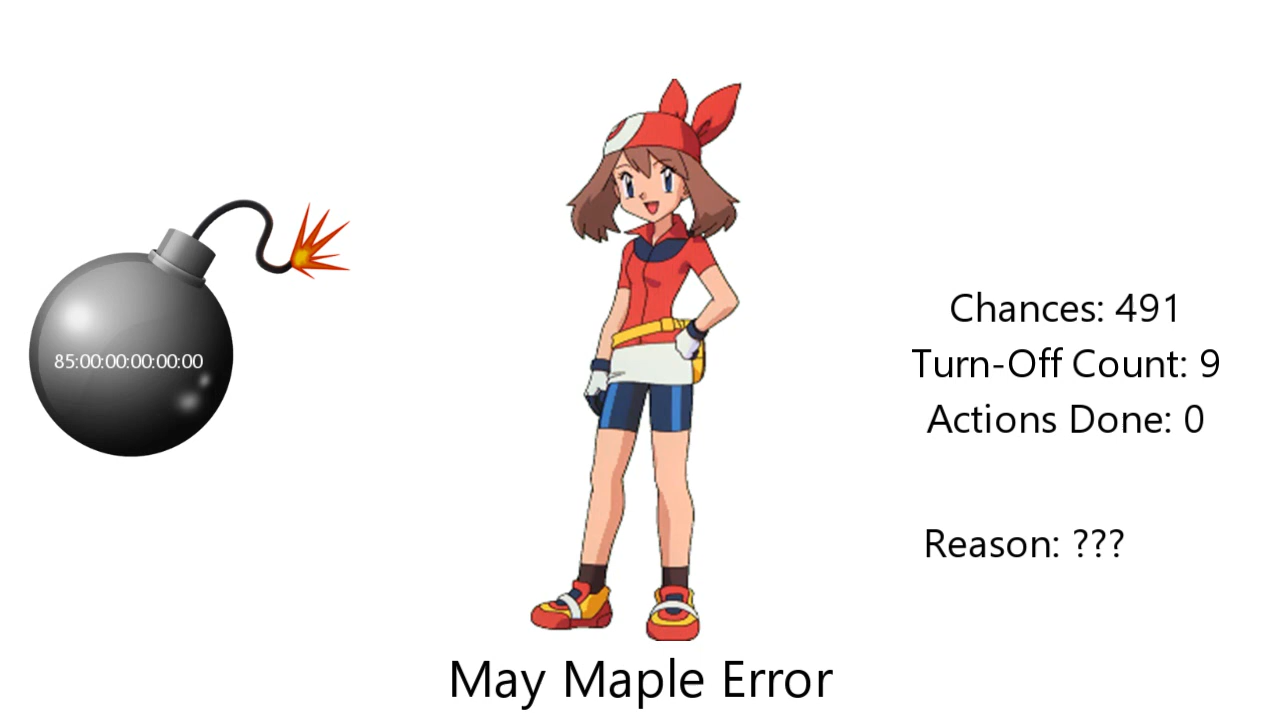 85:00:00:00:00:00
Chances: 491
Turn-Off Count: 9
Actions Done: 0
Reason: ???
May Maple Error